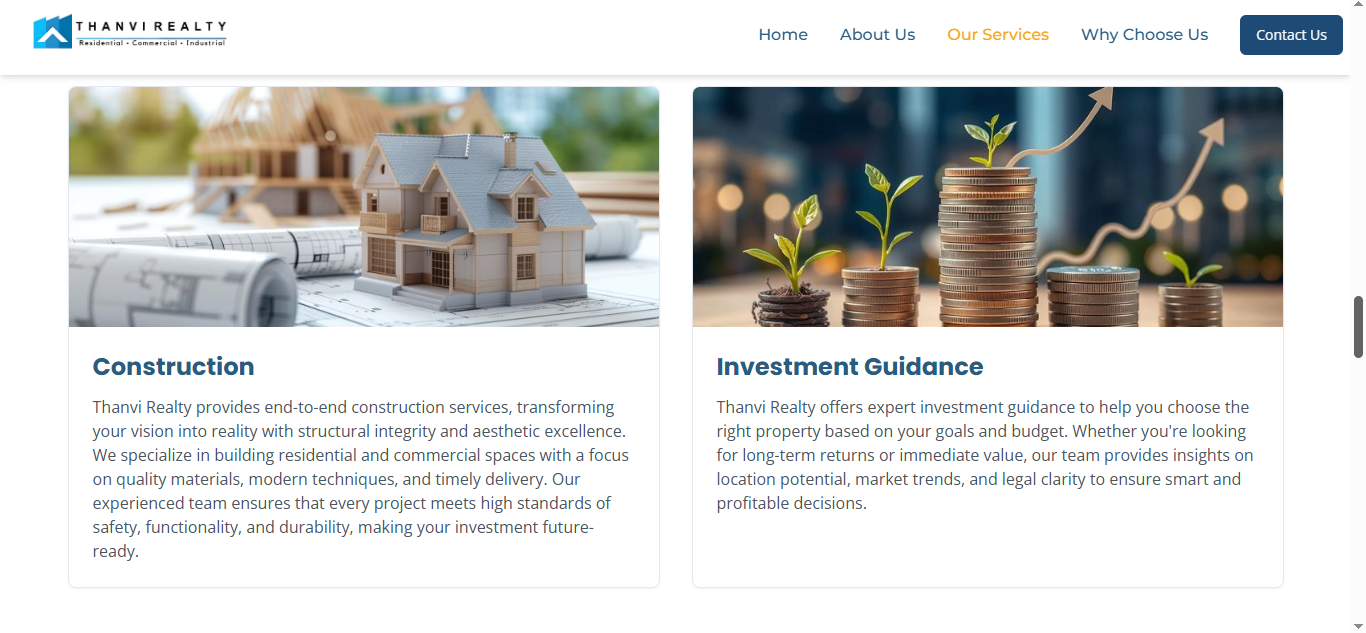 THANVI REALTY
Residential • Commercial • Industrial
Home
About Us
Our Services
Why Choose Us
Contact Us
Construction
Thanvi Realty provides end-to-end construction services, transforming
your vision into reality with structural integrity and aesthetic excellence.
We specialize in building residential and commercial spaces with a focus
on quality materials, modern techniques, and timely delivery. Our
experienced team ensures that every project meets high standards of
safety, functionality, and durability, making your investment future-
ready.
Investment Guidance
Thanvi Realty offers expert investment guidance to help you choose the
right property based on your goals and budget. Whether you're looking
for long-term returns or immediate value, our team provides insights on
location potential, market trends, and legal clarity to ensure smart and
profitable decisions.